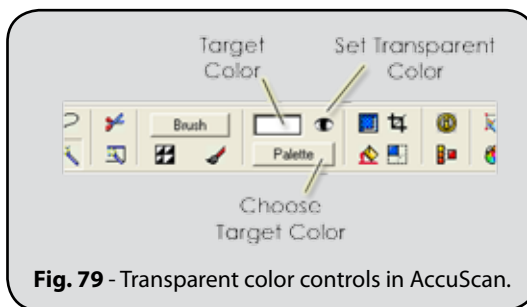 Target
Color
Set Transparent
Color
Brush
Palette
Choose
Target Color
Fig. 79 - Transparent color controls in AccuScan.